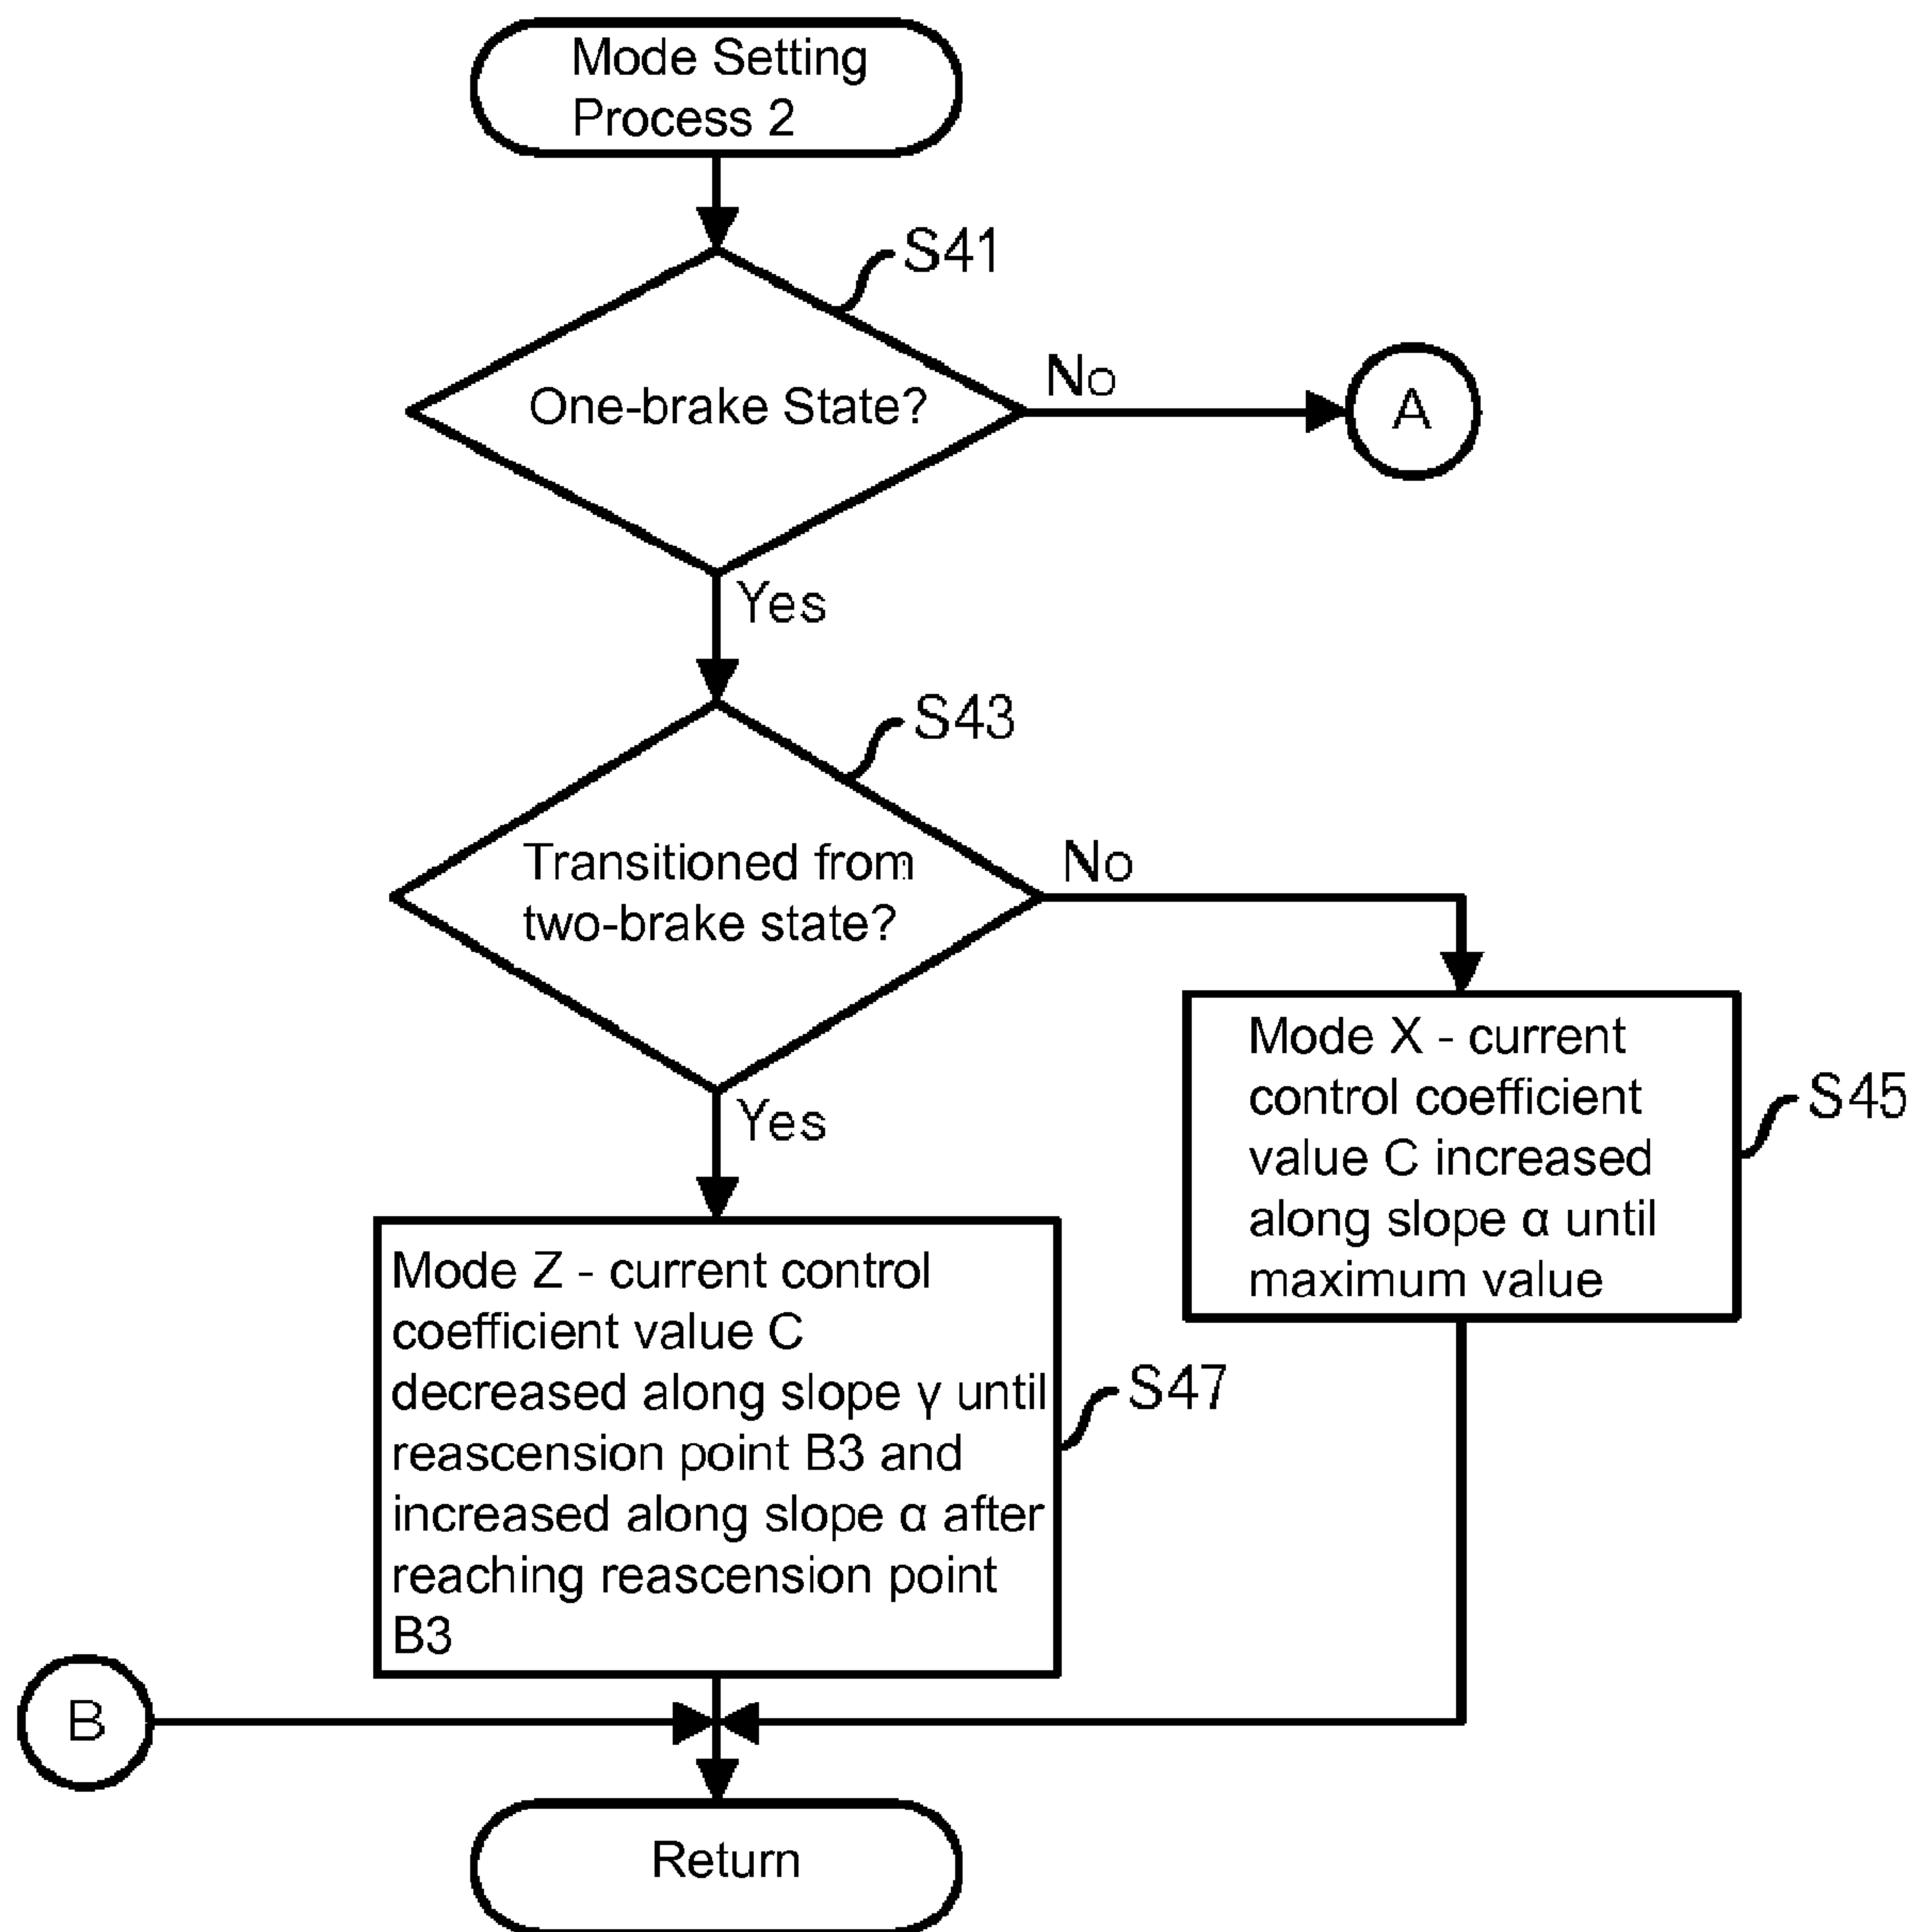 Mode Setting
Process 2
S41
One-brake State?
No
A
Yes
S43
Transitioned from
two-brake state?
No
Yes
Mode X - current
control coefficient
value C increased
along slope α until
maximum value
S45
Mode Z - current control
coefficient value C
decreased along slope γ until
reascension point B3 and
increased along slope α after
reaching reascension point
B3
S47
B
Return